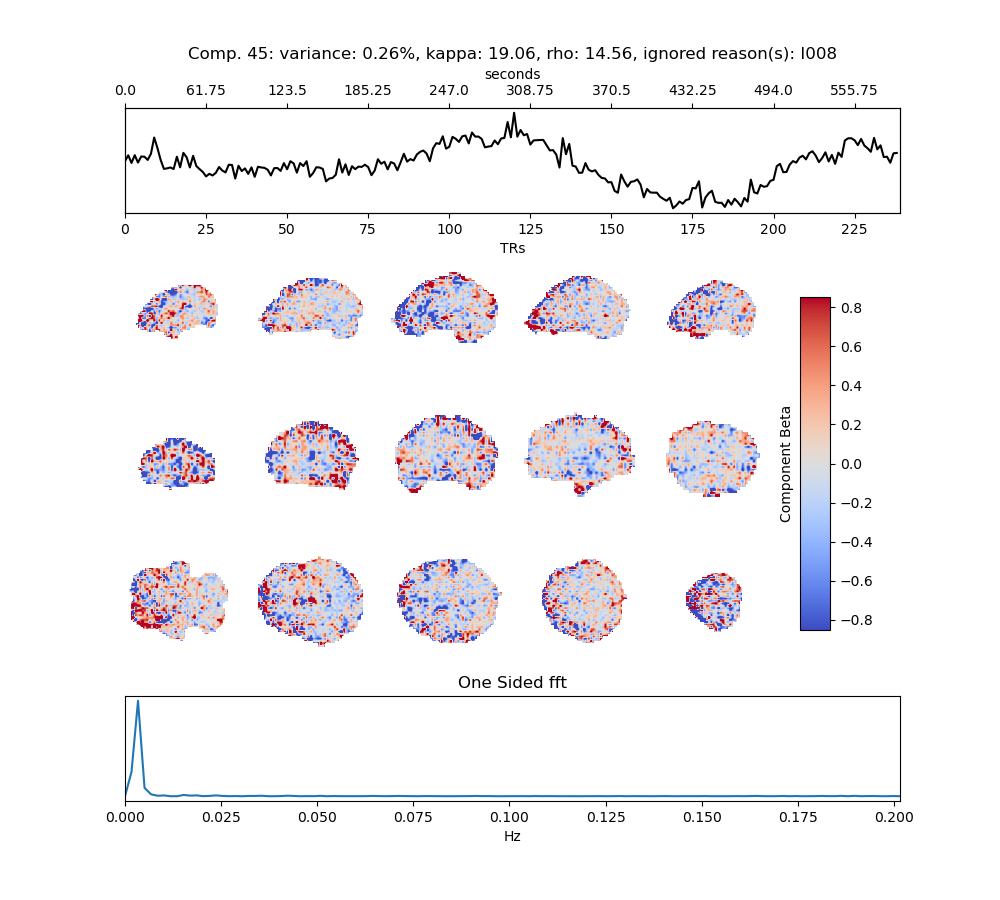 Comp. 45: variance: 0.26%, kappa: 19.06, rho: 14.56, ignored reason(s): I008
seconds
0.0 61.75 123.5 185.25 247.0 308.75 370.5 432.25 494.0 555.75
0 25 50 75 100 125 150 175 200 225
TRs
0.8
0.6
0.4
0.2
0.0
−0.2
−0.4
−0.6
−0.8
Component Beta
One Sided fft
0.000 0.025 0.050 0.075 0.100 0.125 0.150 0.175 0.200
Hz